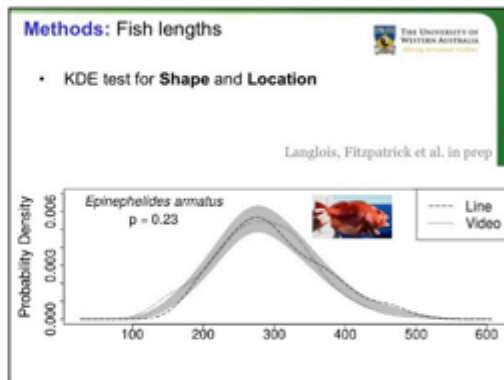 Methods: Fish lengths
THE UNIVERSITY OF
WESTERN AUSTRALIA
• KDE test for Shape and Location
Langlois, Fitzpatrick et al. in prep
Epinephelides armatus
p = 0.23
Line
Video
Probability Density
0.006
0.003
0.000
100 200 300 400 500 600